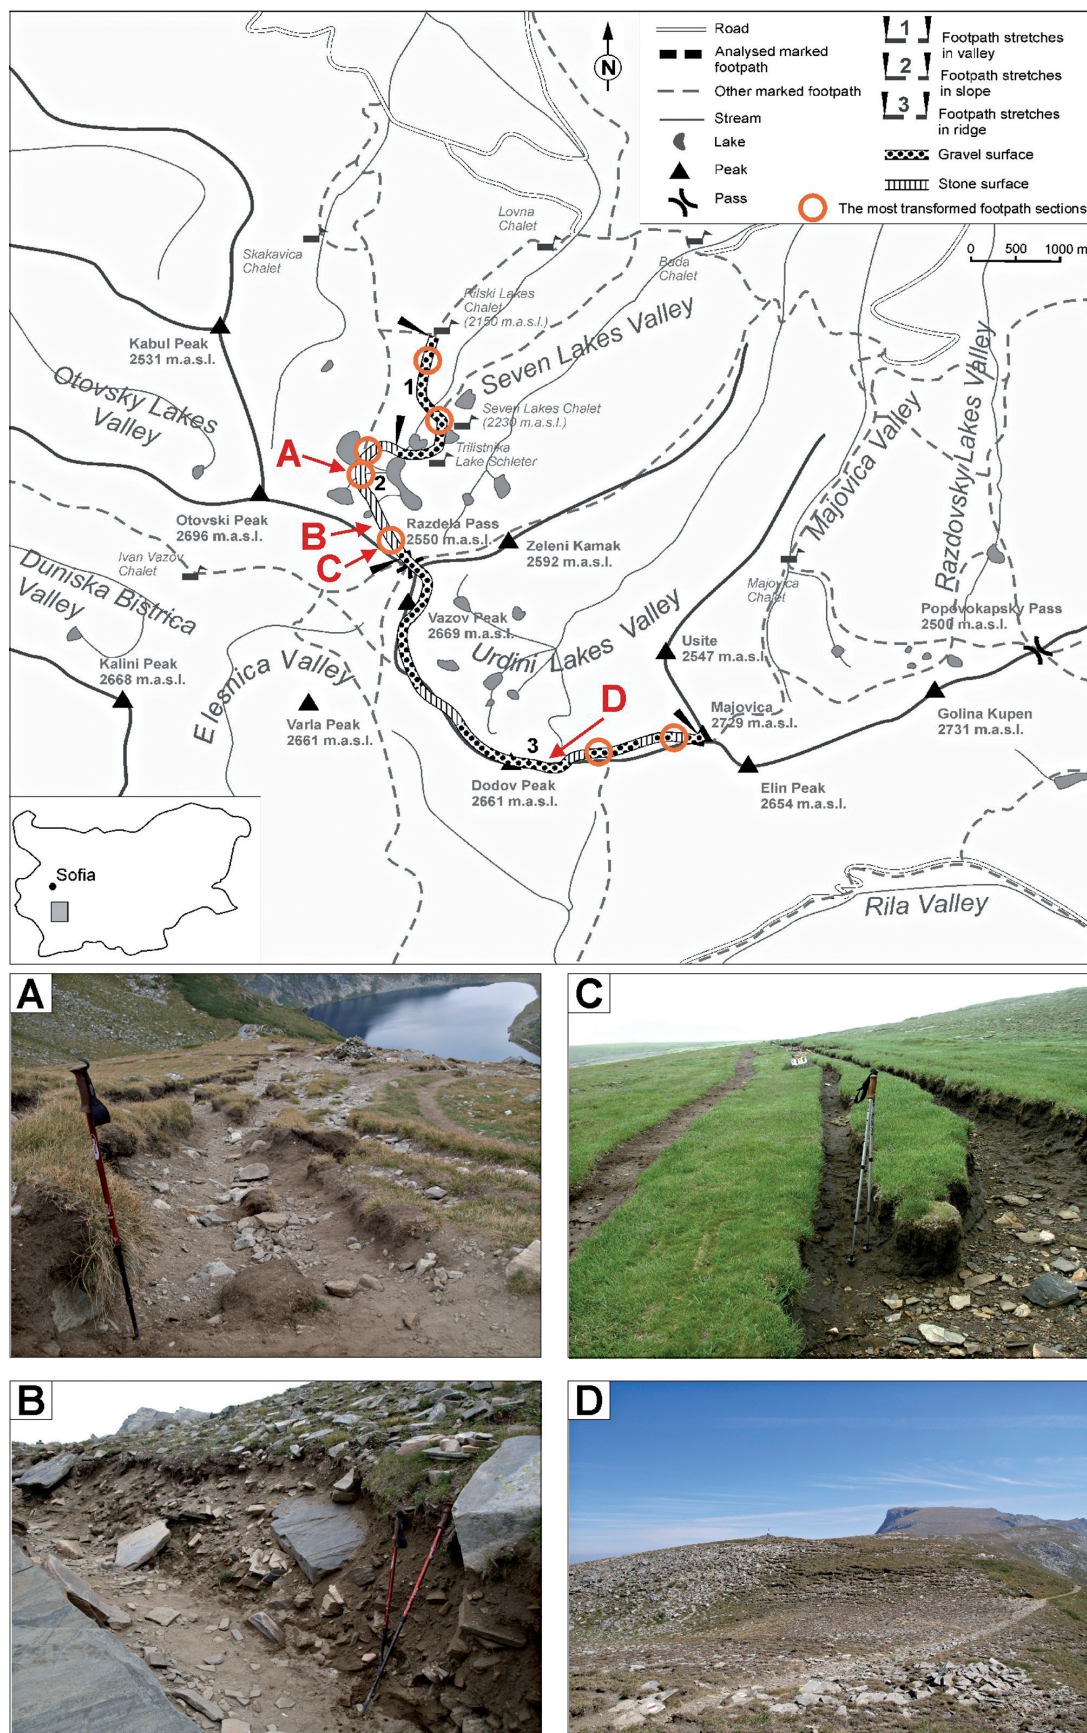 Road
Analysed marked
footpath
Other marked footpath
Stream
Lake
Peak
Pass
1
Footpath stretches
in valley
2
Footpath stretches
in slope
3
Footpath stretches
in ridge
Gravel surface
Stone surface
The most transformed footpath sections
0 500 1000 m
N
Skakavica
Chalet
Lovna
Chalet
Bada
Chalet
Rilski Lakes
Chalet
(2150 m.a.s.l.)
Kabul Peak
2531 m.a.s.l.
Otovsky Lakes
Valley
Seven Lakes Valley
1
Seven Lakes Chalet
(2230 m.a.s.l.)
Trilistnika
Lake Schleter
A
2
Otovski Peak
2696 m.a.s.l.
B
C
Razdela Pass
2550 m.a.s.l.
Zeleni Kamak
2592 m.a.s.l.
Ivan Vazov
Chalet
Duniska Bistrica
Valley
Majovica Valley
Razdovsky Lakes Valley
Majovica
Chalet
Popovokapsky Pass
2500 m.a.s.l.
Vazov Peak
2669 m.a.s.l.
Urdini Lakes Valley
Usite
2547 m.a.s.l.
Kalini Peak
2668 m.a.s.l.
Elesnica Valley
Varla Peak
2661 m.a.s.l.
D
Majovica
2729 m.a.s.l.
Golina Kupen
2731 m.a.s.l.
3
Dodov Peak
2661 m.a.s.l.
Elin Peak
2654 m.a.s.l.
Sofia
Rila Valley
A
C
B
D